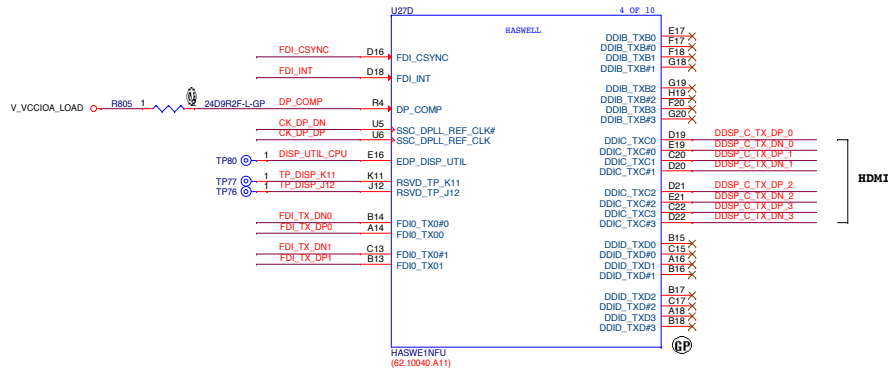 U27D 4 OF 10
HASWELL
FDI_CSYNC D16 FDI_CSYNC
FDI_INT D18 FDI_INT
V_VCCIOA_LOAD R805 1 2 24D9R2F-L-GP DP_COMP R4 DP_COMP
CK_DP_DN U5 SSC_DPLL_REF_CLK#
CK_DP_DP U6 SSC_DPLL_REF_CLK
TP80 1 DISP_UTIL_CPU E16 EDP_DISP_UTIL
TP77 1 TP_DISP_K11 K11 RSVD_TP_K11
TP76 1 TP_DISP_J12 J12 RSVD_TP_J12
FDI_TX_DN0 B14 FDI0_TX0#0
FDI_TX_DP0 A14 FDI0_TX00
FDI_TX_DN1 C13 FDI0_TX0#1
FDI_TX_DP1 B13 FDI0_TX01
DDIB_TXB0 E17
DDIB_TXB#0 F17
DDIB_TXB1 F18
DDIB_TXB#1 G18
DDIB_TXB2 G19
DDIB_TXB#2 H19
DDIB_TXB3 F20
DDIB_TXB#3 G20
DDIC_TXC0 D19 DDSP_C_TX_DP_0
DDIC_TXC#0 E19 DDSP_C_TX_DN_0
DDIC_TXC1 C20 DDSP_C_TX_DP_1
DDIC_TXC#1 D20 DDSP_C_TX_DN_1
DDIC_TXC2 D21 DDSP_C_TX_DP_2
DDIC_TXC#2 E21 DDSP_C_TX_DN_2
DDIC_TXC3 C22 DDSP_C_TX_DP_3
DDIC_TXC#3 D22 DDSP_C_TX_DN_3
HDMI
DDID_TXD0 B15
DDID_TXD#0 C15
DDID_TXD1 A16
DDID_TXD#1 B16
DDID_TXD2 B17
DDID_TXD#2 C17
DDID_TXD3 A18
DDID_TXD#3 B18
GP
HASWE1NFU
(62.10040.A11)